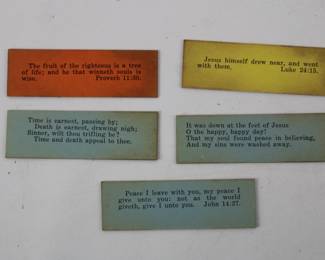 The fruit of the righteous is a tree
of life; and he that winneth souls is
wise. Proverb 11:30.
Jesus himself drew near, and went
with them. Luke 24:15.
Time is earnest, passing by;
Death is earnest, drawing nigh;
Sinner, wilt thou trifling be?
Time and death appeal to thee.
It was down at the feet of Jesus
O the happy, happy day!
That my soul found peace in believing,
And my sins were washed away.
Peace I leave with you, my peace I
give unto you: not as the world
giveth, give I unto you. John 14:27.